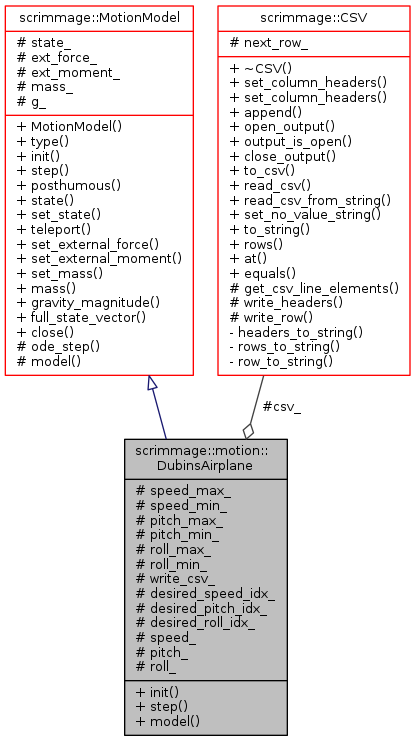 scrimmage::MotionModel
# state_
# ext_force_
# ext_moment_
# mass_
# g_
+ MotionModel()
+ type()
+ init()
+ step()
+ posthumous()
+ state()
+ set_state()
+ teleport()
+ set_external_force()
+ set_external_moment()
+ set_mass()
+ mass()
+ gravity_magnitude()
+ full_state_vector()
+ close()
# ode_step()
# model()
scrimmage::CSV
# next_row_
+ ~CSV()
+ set_column_headers()
+ set_column_headers()
+ append()
+ open_output()
+ output_is_open()
+ close_output()
+ to_csv()
+ read_csv()
+ read_csv_from_string()
+ set_no_value_string()
+ to_string()
+ rows()
+ at()
+ equals()
# get_csv_line_elements()
# write_headers()
# write_row()
- headers_to_string()
- rows_to_string()
- row_to_string()
#csv_
scrimmage::motion::
DubinsAirplane
# speed_max_
# speed_min_
# pitch_max_
# pitch_min_
# roll_max_
# roll_min_
# write_csv_
# desired_speed_idx_
# desired_pitch_idx_
# desired_roll_idx_
# speed_
# pitch_
# roll_
+ init()
+ step()
+ model()